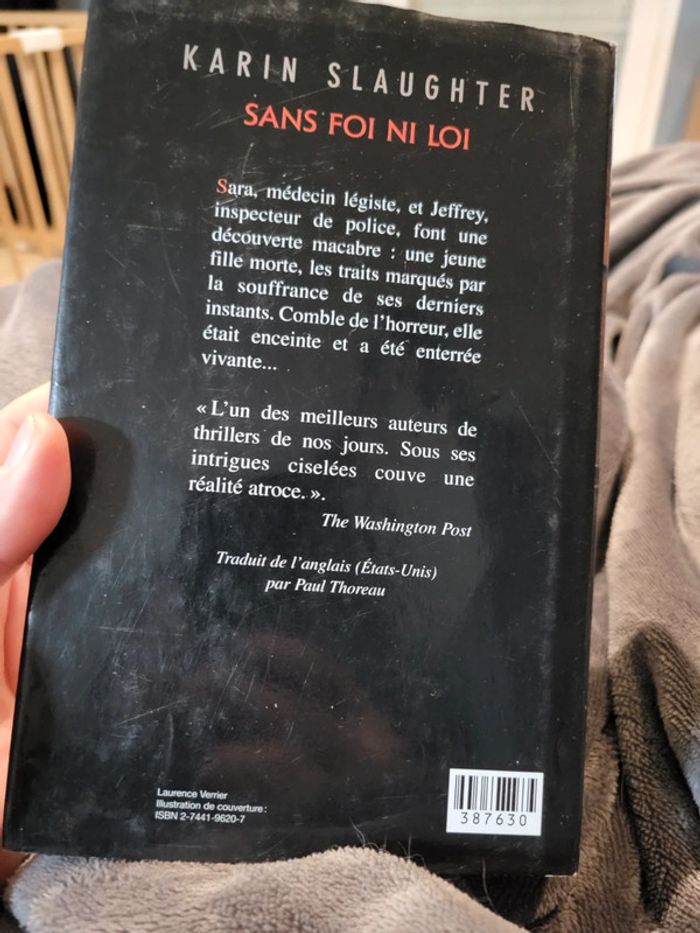 KARIN SLAUGHTER
SANS FOI NI LOI
Sara, médecin légiste, et Jeffrey,
inspecteur de police, font une
découverte macabre : une jeune
fille morte, les traits marqués par
la souffrance de ses derniers
instants. Comble de l'horreur, elle
était enceinte et a été enterrée
vivante...
« L'un des meilleurs auteurs de
thrillers de nos jours. Sous ses
intrigues ciselées couve une
réalité atroce. ».
The Washington Post
Traduit de l'anglais (États-Unis)
par Paul Thoreau
Laurence Verrier
Illustration de couverture :
ISBN 2-7441-9620-7
387630